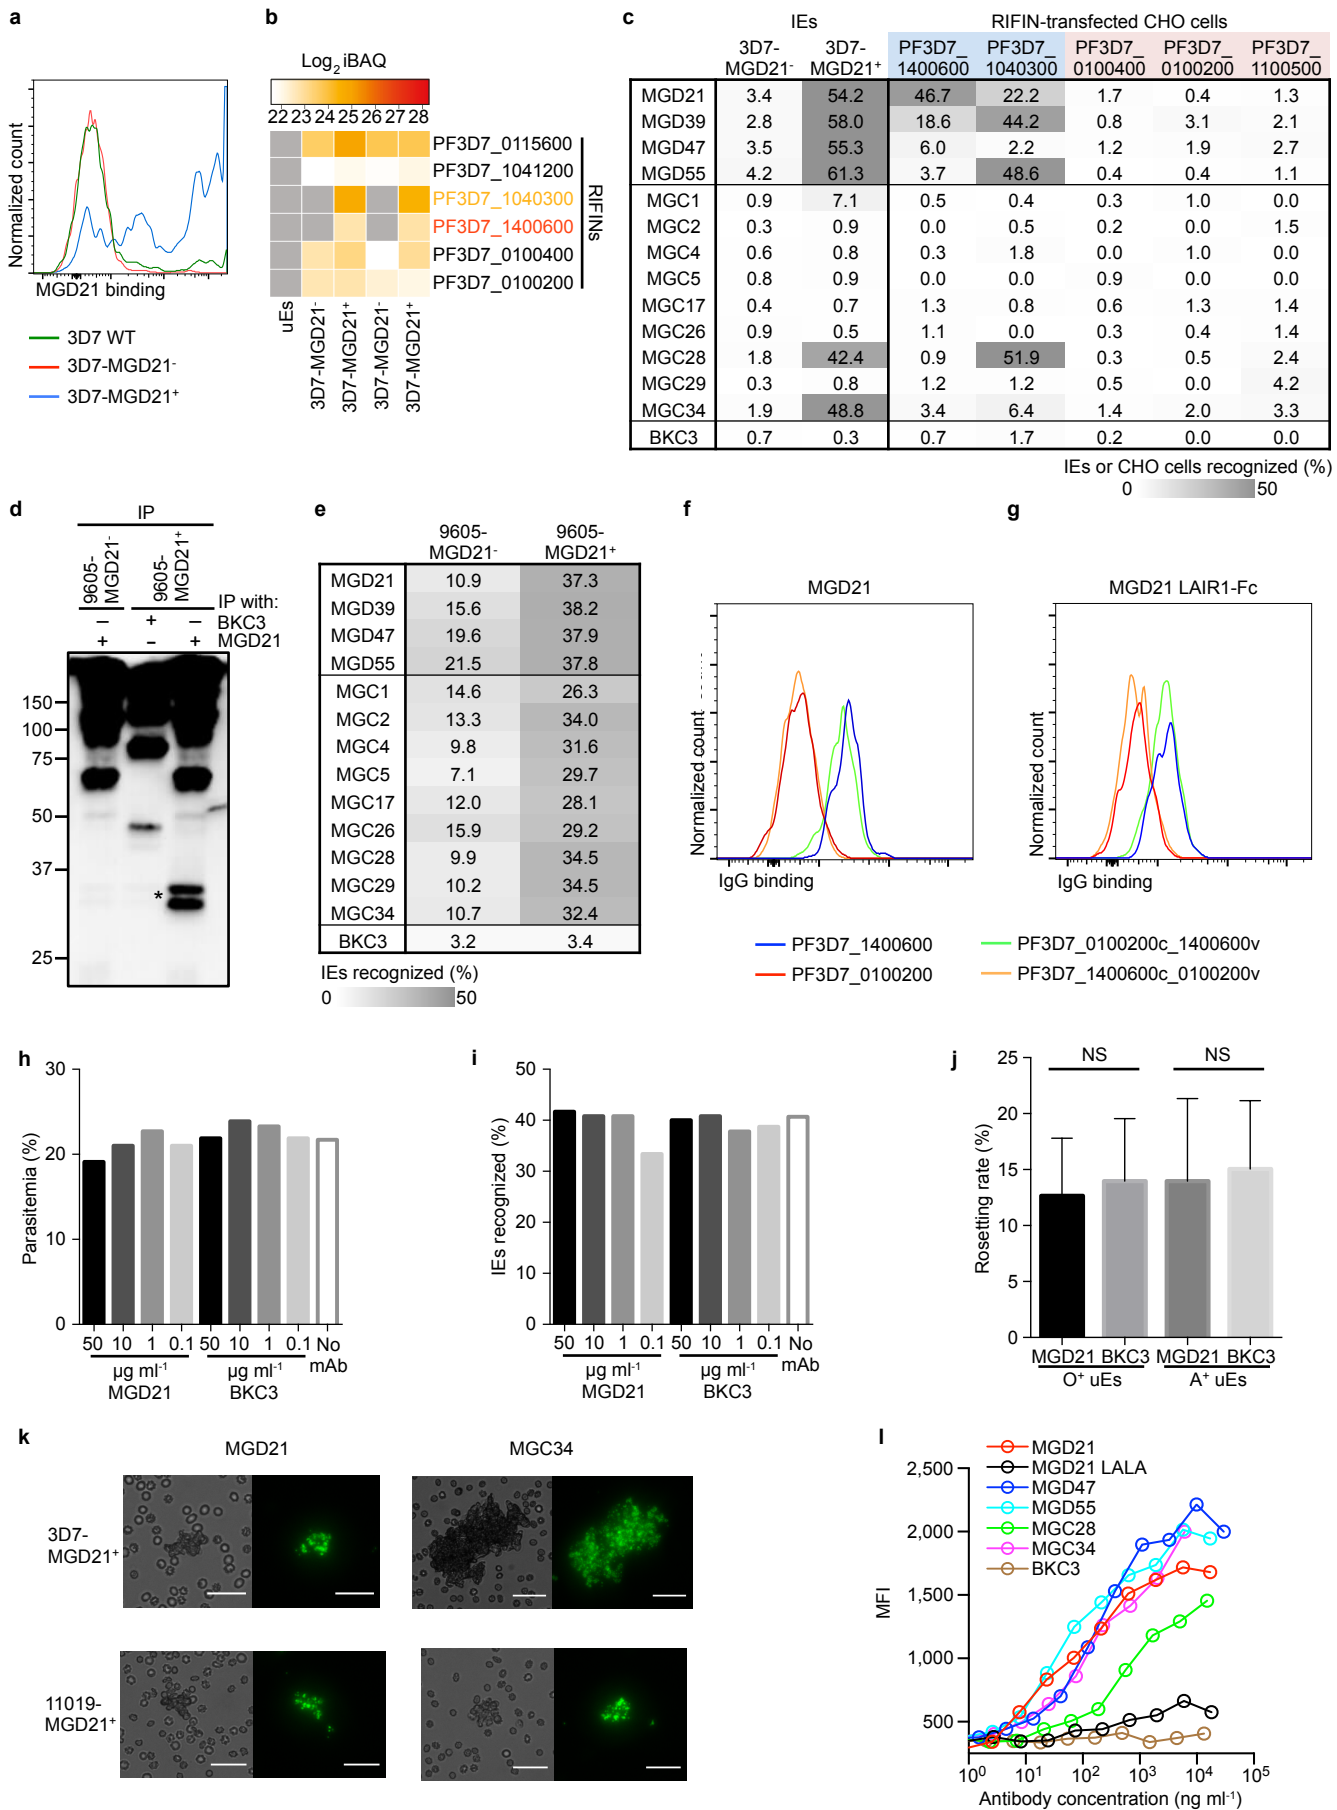 a
Normalized count
MGD21 binding
3D7 WT
3D7-MGD21-
3D7-MGD21+
b
Log2 iBAQ
22 23 24 25 26 27 28
PF3D7_0115600
PF3D7_1041200
PF3D7_1040300
PF3D7_1400600
PF3D7_0100400
PF3D7_0100200
RIFINs
uEs
3D7-MGD21-
3D7-MGD21+
3D7-MGD21-
3D7-MGD21+
c
IEs RIFIN-transfected CHO cells
3D7-MGD21- 3D7-MGD21+ PF3D7_1400600 PF3D7_1040300 PF3D7_0100400 PF3D7_0100200 PF3D7_1100500
MGD21 3.4 54.2 46.7 22.2 1.7 0.4 1.3
MGD39 2.8 58.0 18.6 44.2 0.8 3.1 2.1
MGD47 3.5 55.3 6.0 2.2 1.2 1.9 2.7
MGD55 4.2 61.3 3.7 48.6 0.4 0.4 1.1
MGC1 0.9 7.1 0.5 0.4 0.3 1.0 0.0
MGC2 0.3 0.9 0.0 0.5 0.2 0.0 1.5
MGC4 0.6 0.8 0.3 1.8 0.0 1.0 0.0
MGC5 0.8 0.9 0.0 0.0 0.9 0.0 0.0
MGC17 0.4 0.7 1.3 0.8 0.6 1.3 1.4
MGC26 0.9 0.5 1.1 0.0 0.3 0.4 1.4
MGC28 1.8 42.4 0.9 51.9 0.3 0.5 2.4
MGC29 0.3 0.8 1.2 1.2 0.5 0.0 4.2
MGC34 1.9 48.8 3.4 6.4 1.4 2.0 3.3
BKC3 0.7 0.3 0.7 1.7 0.2 0.0 0.0
IEs or CHO cells recognized (%)
0 50
d
IP
9605-MGD21-
9605-MGD21+
IP with:
– + – BKC3
+ – + MGD21
150
100
75
50
37
*
25
e
9605-MGD21- 9605-MGD21+
MGD21 10.9 37.3
MGD39 15.6 38.2
MGD47 19.6 37.9
MGD55 21.5 37.8
MGC1 14.6 26.3
MGC2 13.3 34.0
MGC4 9.8 31.6
MGC5 7.1 29.7
MGC17 12.0 28.1
MGC26 15.9 29.2
MGC28 9.9 34.5
MGC29 10.2 34.5
MGC34 10.7 32.4
BKC3 3.2 3.4
IEs recognized (%)
0 50
f
MGD21
Normalized count
IgG binding
g
MGD21 LAIR1-Fc
Normalized count
IgG binding
PF3D7_1400600 PF3D7_0100200c_1400600v
PF3D7_0100200 PF3D7_1400600c_0100200v
h
Parasitemia (%)
30
20
10
0
50 10 1 0.1 50 10 1 0.1 No mAb
µg ml-1 MGD21
µg ml-1 BKC3
i
IEs recognized (%)
50
40
30
20
10
0
50 10 1 0.1 50 10 1 0.1 No mAb
µg ml-1 MGD21
µg ml-1 BKC3
j
Rosetting rate (%)
25
20
15
10
5
0
NS NS
MGD21 BKC3 MGD21 BKC3
O+ uEs A+ uEs
k
MGD21 MGC34
3D7-MGD21+
11019-MGD21+
l
MGD21
MGD21 LALA
MGD47
MGD55
MGC28
MGC34
BKC3
MFI
2,500
2,000
1,500
1,000
500
10^0 10^1 10^2 10^3 10^4 10^5
Antibody concentration (ng ml-1)